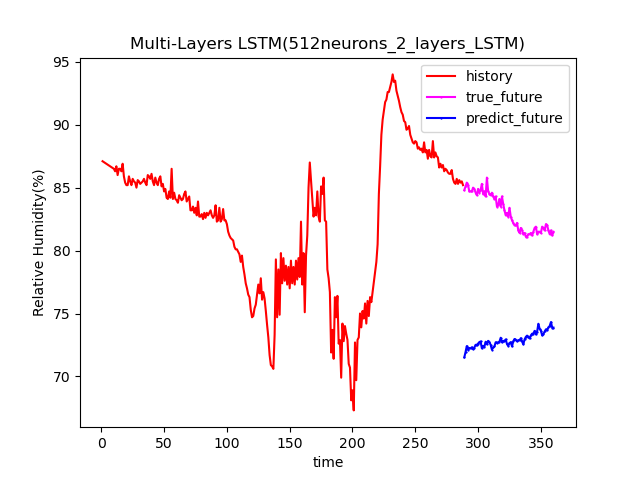 Multi-Layers LSTM(512neurons_2_layers_LSTM)
history
true_future
predict_future
Relative Humidity(%)
95
90
85
80
75
70
0
50
100
150
200
250
300
350
time